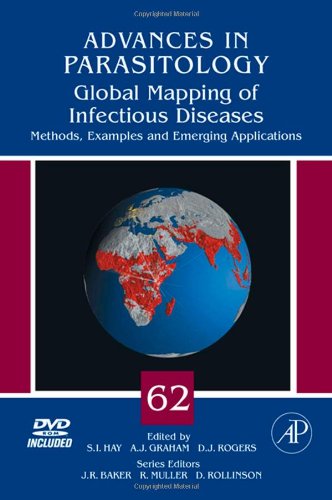 ADVANCES IN
PARASITOLOGY
Global Mapping of
Infectious Diseases
Methods, Examples and Emerging Applications
62
DVD
ROM
INCLUDED
Edited by
S.I. HAY A.J. GRAHAM D.J. ROGERS
Series Editors
J.R. BAKER R. MULLER D. ROLLINSON
AP